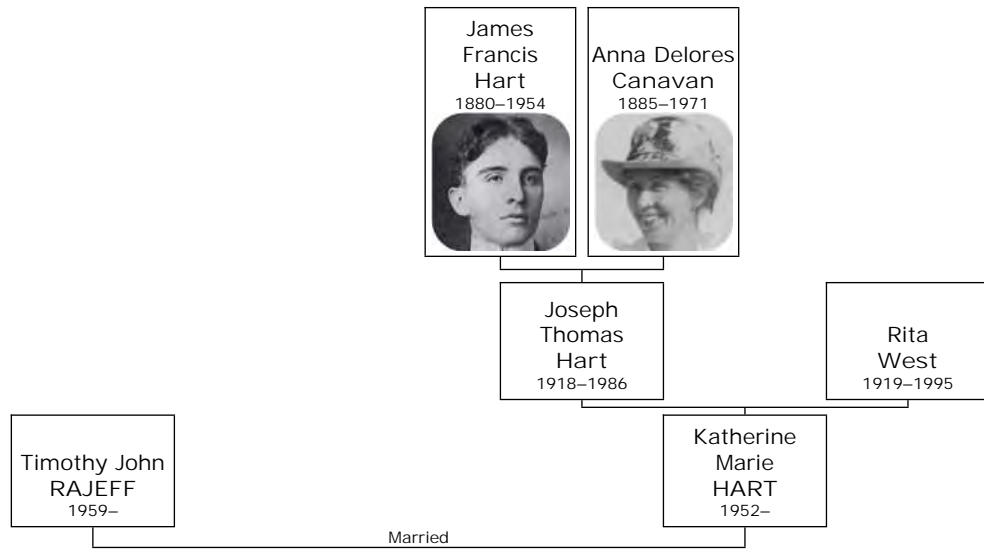 James
Francis
Hart
1880–1954
Anna Delores
Canavan
1885–1971
Joseph
Thomas
Hart
1918–1986
Rita
West
1919–1995
Timothy John
RAJEFF
1959–
Katherine
Marie
HART
1952–
Married